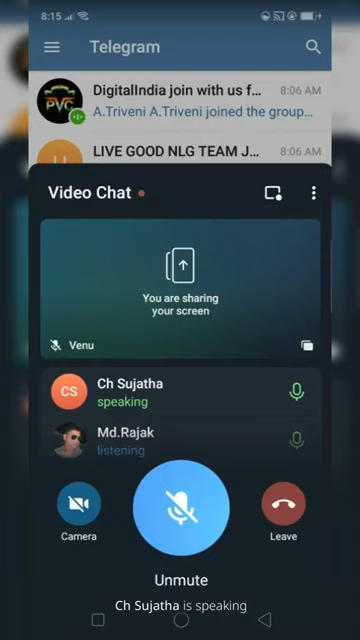 8:15
Telegram
DigitalIndia join with us f... 8:06 AM
PVC
A.Triveni A.Triveni joined the group...
LIVE GOOD NLG TEAM J... 8:06 AM
Video Chat
You are sharing
your screen
Venu
CS
Ch Sujatha
speaking
Md.Rajak
listening
Camera
Leave
Unmute
Ch Sujatha is speaking